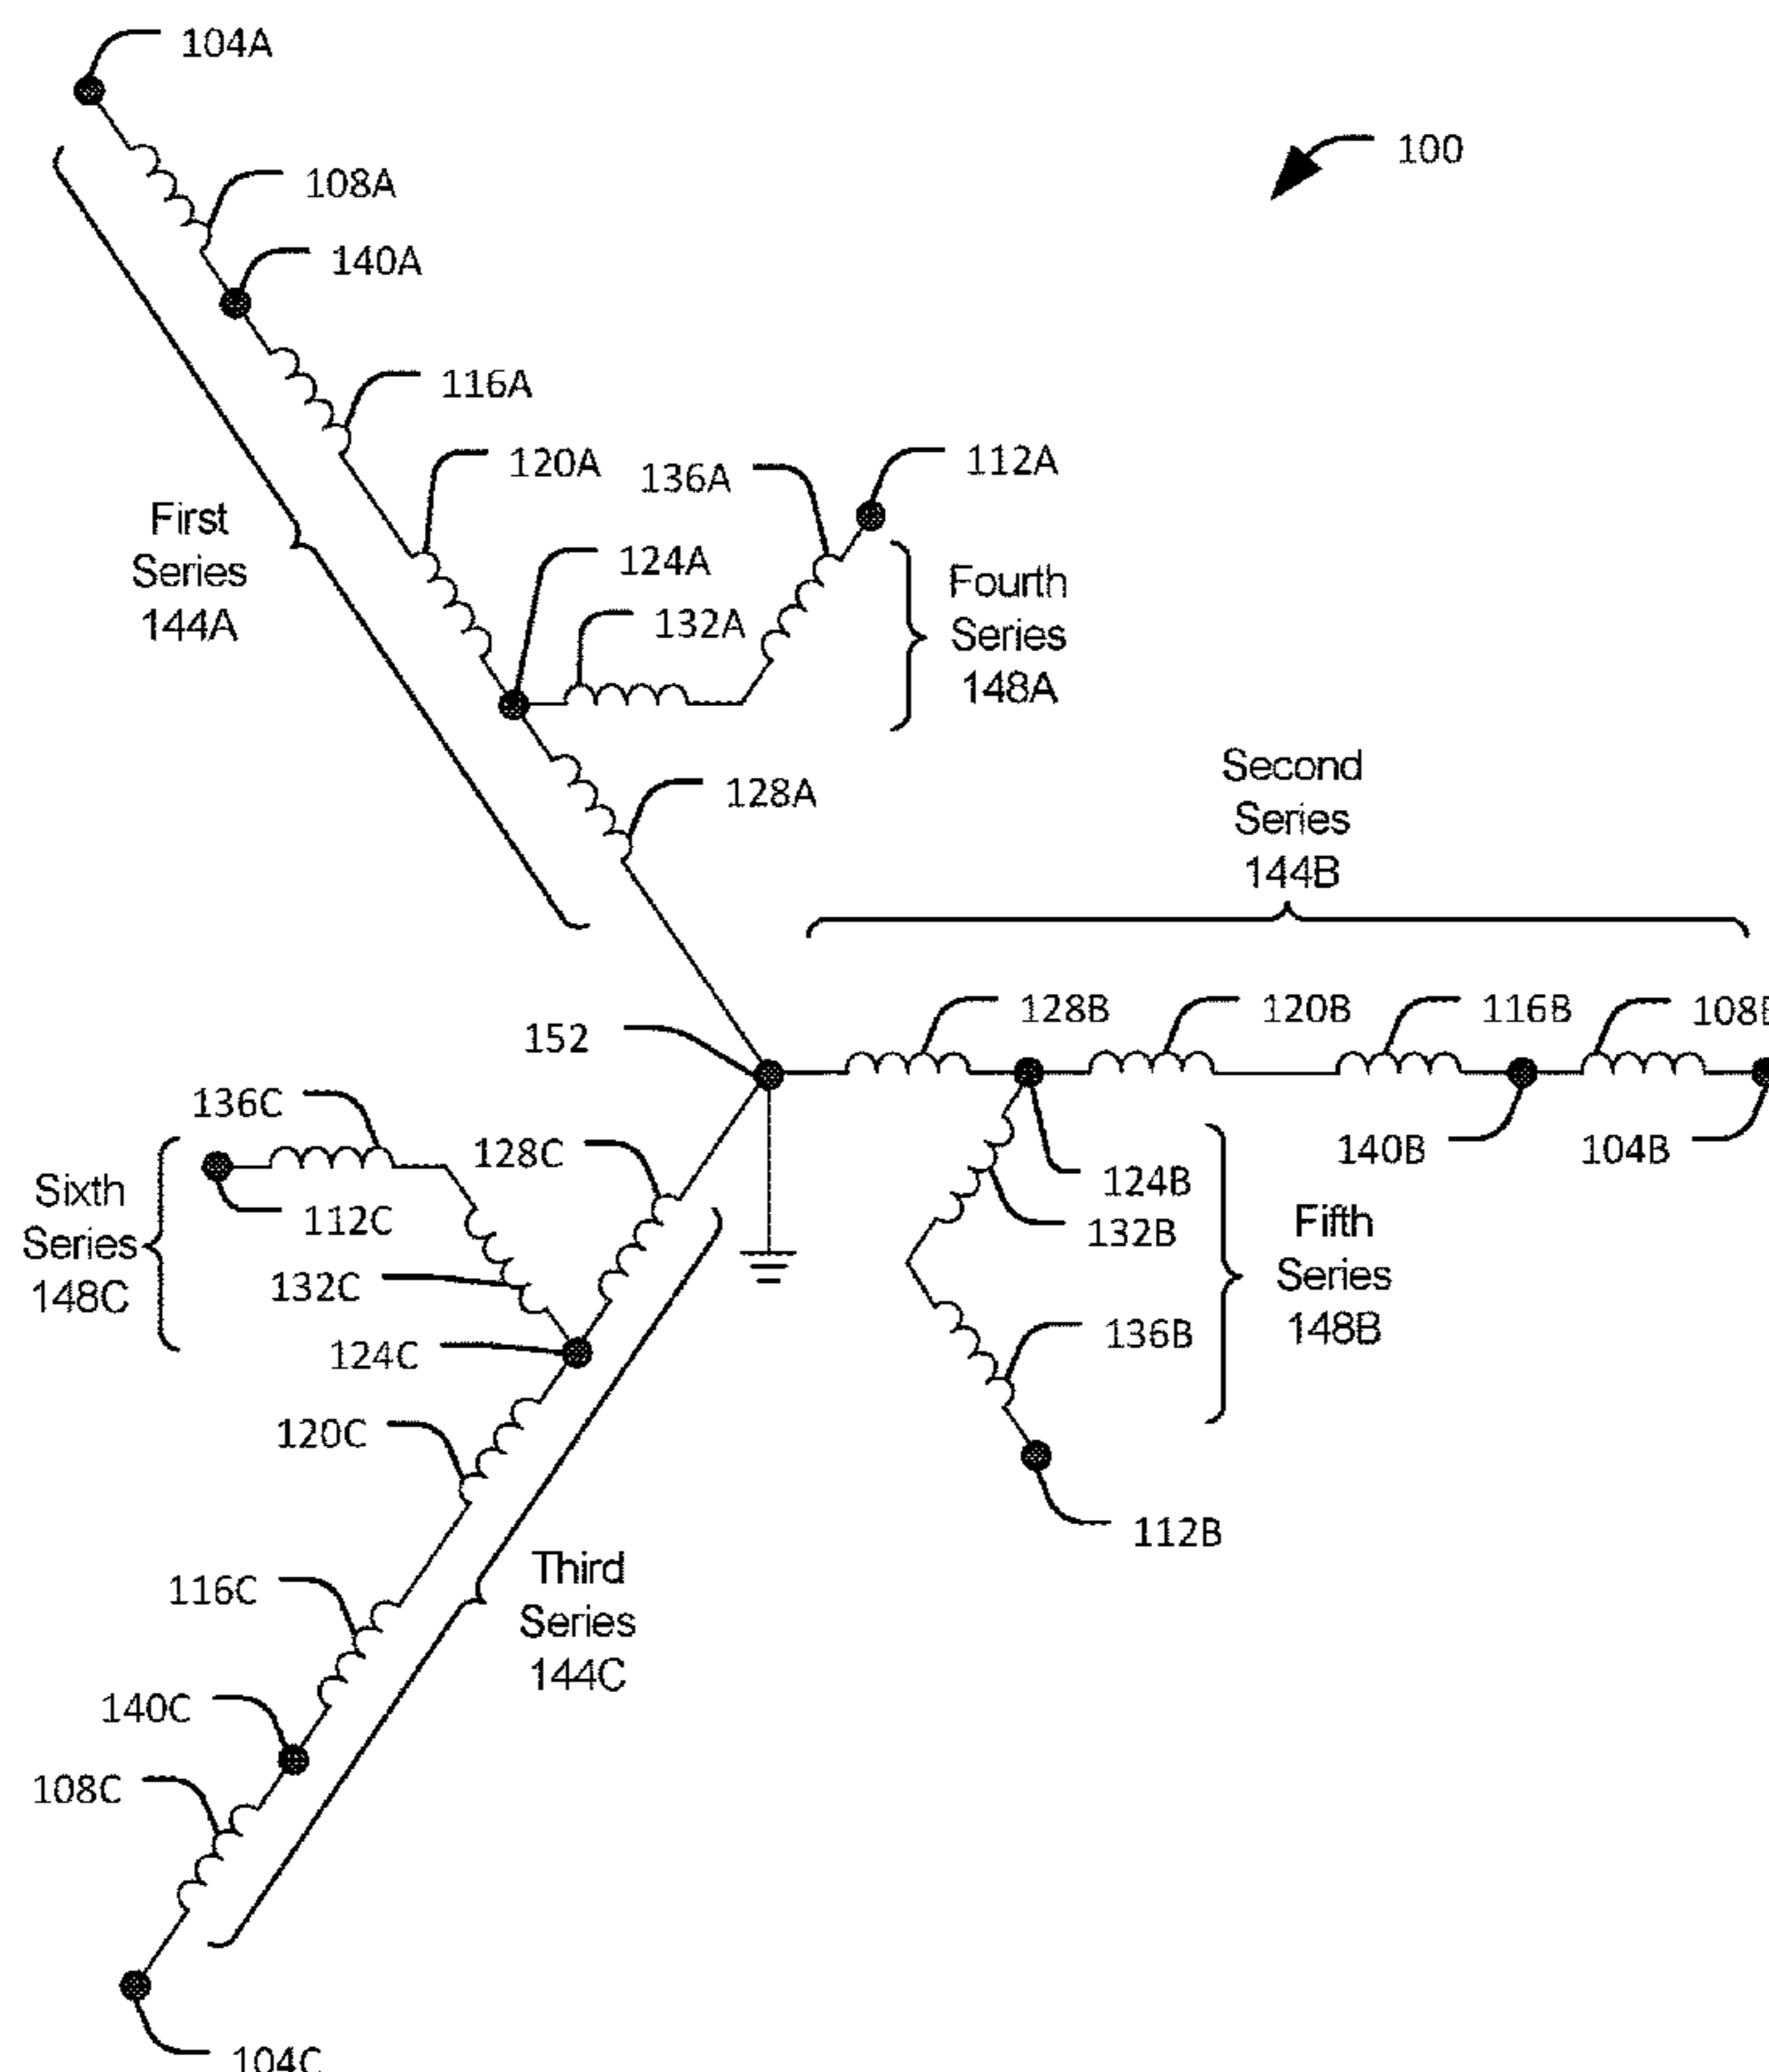 104A
100
108A
140A
116A
120A
136A
112A
First
Series
144A
124A
132A
Fourth
Series
148A
128A
Second
Series
144B
128B
120B
116B
108B
152
136C
128C
140B
104B
Sixth
Series
148C
112C
124B
132B
Fifth
Series
148B
132C
124C
136B
120C
112B
116C
Third
Series
144C
140C
108C
104C